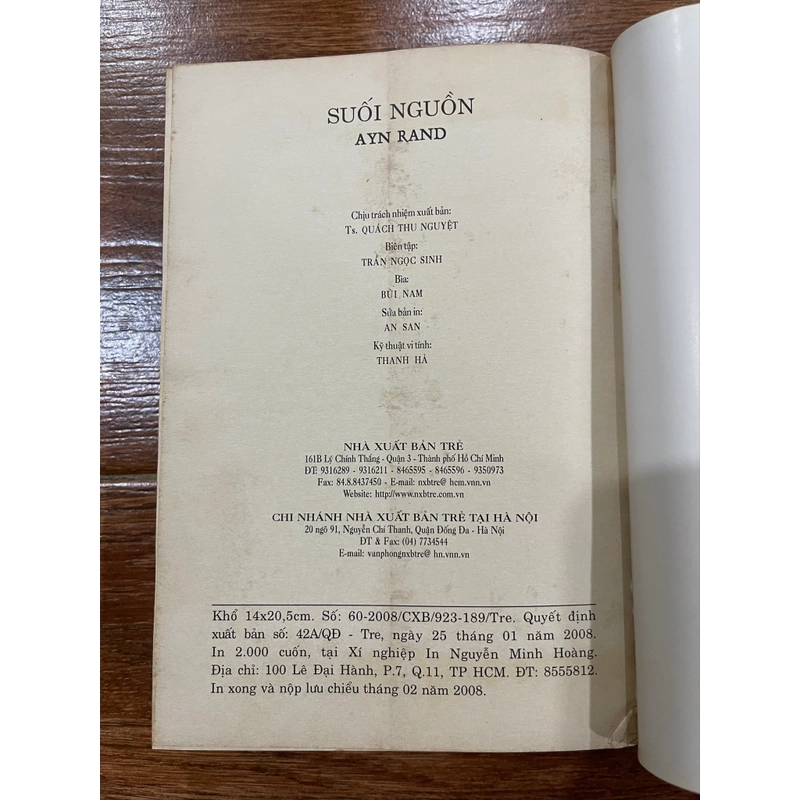 SUỐI NGUỒN
AYN RAND
Chịu trách nhiệm xuất bản:
Ts. QUÁCH THU NGUYỆT
Biên tập:
TRẦN NGỌC SINH
Bìa:
BÙI NAM
Sửa bản in:
AN SAN
Kỹ thuật vi tính:
THANH HÀ
NHÀ XUẤT BẢN TRẺ
161B Lý Chính Thắng - Quận 3 - Thành phố Hồ Chí Minh
ĐT: 9316289 - 9316211 - 8465595 - 8465596 - 9350973
Fax: 84.8.8437450 - E-mail: nxbtre@ hcm.vnn.vn
Website: http://www.nxbtre.com.vn
CHI NHÁNH NHÀ XUẤT BẢN TRẺ TẠI HÀ NỘI
20 ngõ 91, Nguyễn Chí Thanh, Quận Đống Đa - Hà Nội
ĐT & Fax: (04) 7734544
E-mail: vanphongnxbtre@ hn.vnn.vn
Khổ 14x20,5cm. Số: 60-2008/CXB/923-189/Tre. Quyết định
xuất bản số: 42A/QĐ - Tre, ngày 25 tháng 01 năm 2008.
In 2.000 cuốn, tại Xí nghiệp In Nguyễn Minh Hoàng.
Địa chỉ: 100 Lê Đại Hành, P.7, Q.11, TP HCM. ĐT: 8555812.
In xong và nộp lưu chiểu tháng 02 năm 2008.